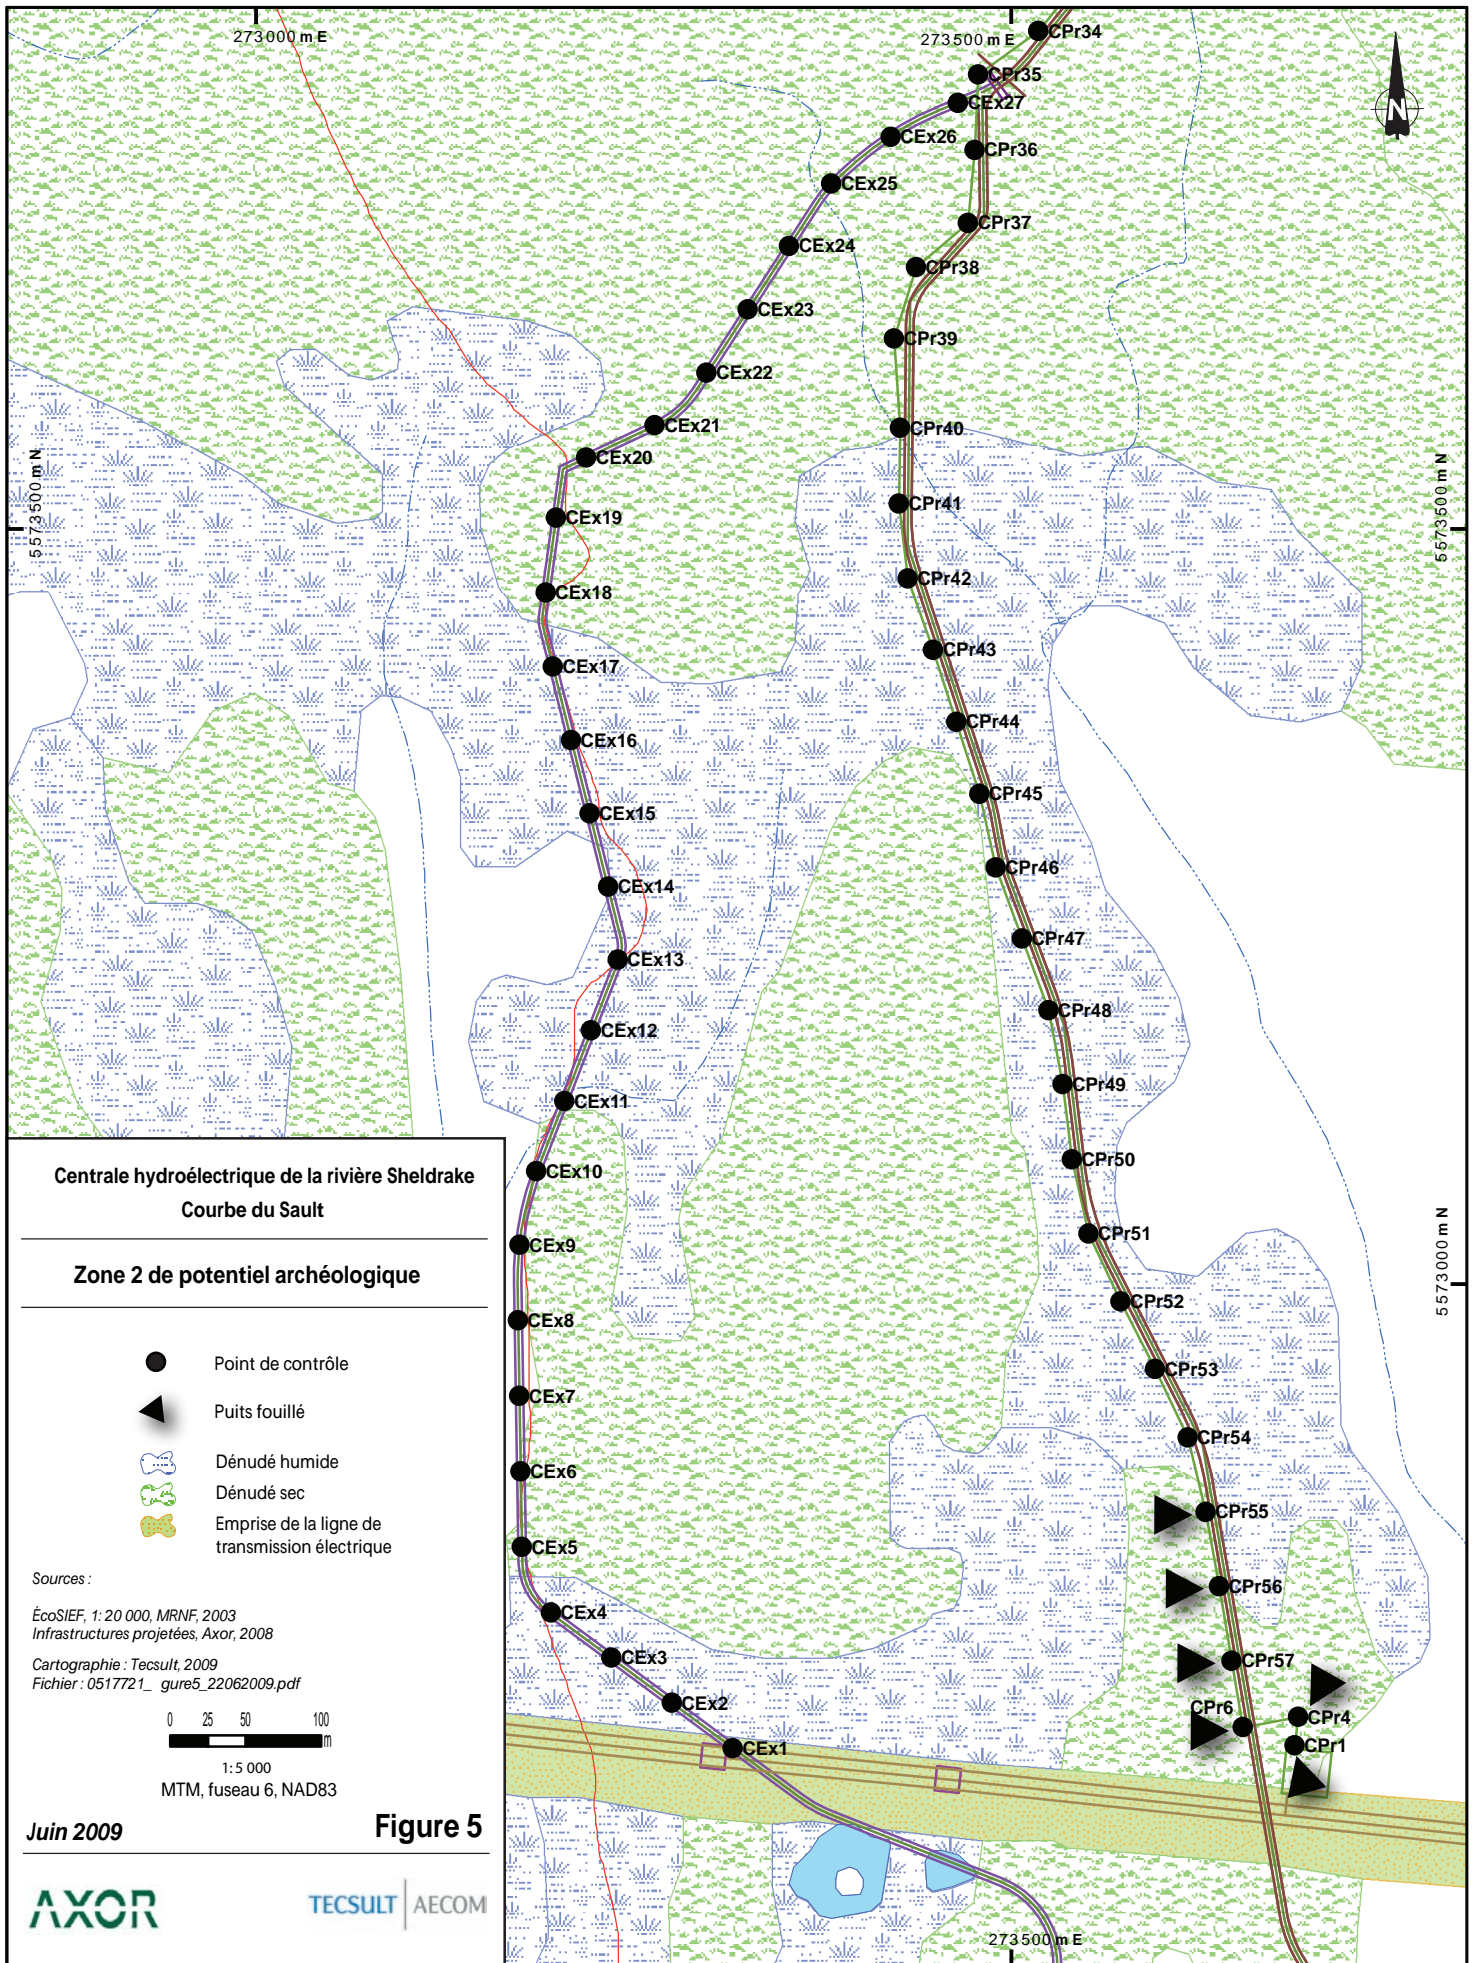 273000 m E
273500 m E
CPr34
CPr35
CEx27
CEx26
CPr36
CEx25
CPr37
CEx24
CPr38
CEx23
CPr39
CEx22
CEx21
CPr40
CEx20
5573500 m N
5573500 m N
CPr41
CEx19
CPr42
CEx18
CPr43
CEx17
CPr44
CEx16
CPr45
CEx15
CPr46
CEx14
CPr47
CEx13
CPr48
CEx12
CPr49
CEx11
CPr50
CEx10
CPr51
CEx9
5573000 m N
CPr52
CEx8
CPr53
CEx7
CPr54
CEx6
CPr55
CEx5
CPr56
CEx4
CEx3
CPr57
CEx2
CPr6
CPr4
CPr1
CEx1
273500 m E
N
Centrale hydroélectrique de la rivière Sheldrake
Courbe du Sault
Zone 2 de potentiel archéologique
Point de contrôle
Puits fouillé
Dénudé humide
Dénudé sec
Emprise de la ligne de
transmission électrique
Sources :
ÉcoSIEF, 1: 20 000, MRNF, 2003
Infrastructures projetées, Axor, 2008
Cartographie : Tecsult, 2009
Fichier : 0517721_ gure5_22062009.pdf
0 25 50 100
m
1:5 000
MTM, fuseau 6, NAD83
Juin 2009
Figure 5
AXOR
TECSULT | AECOM